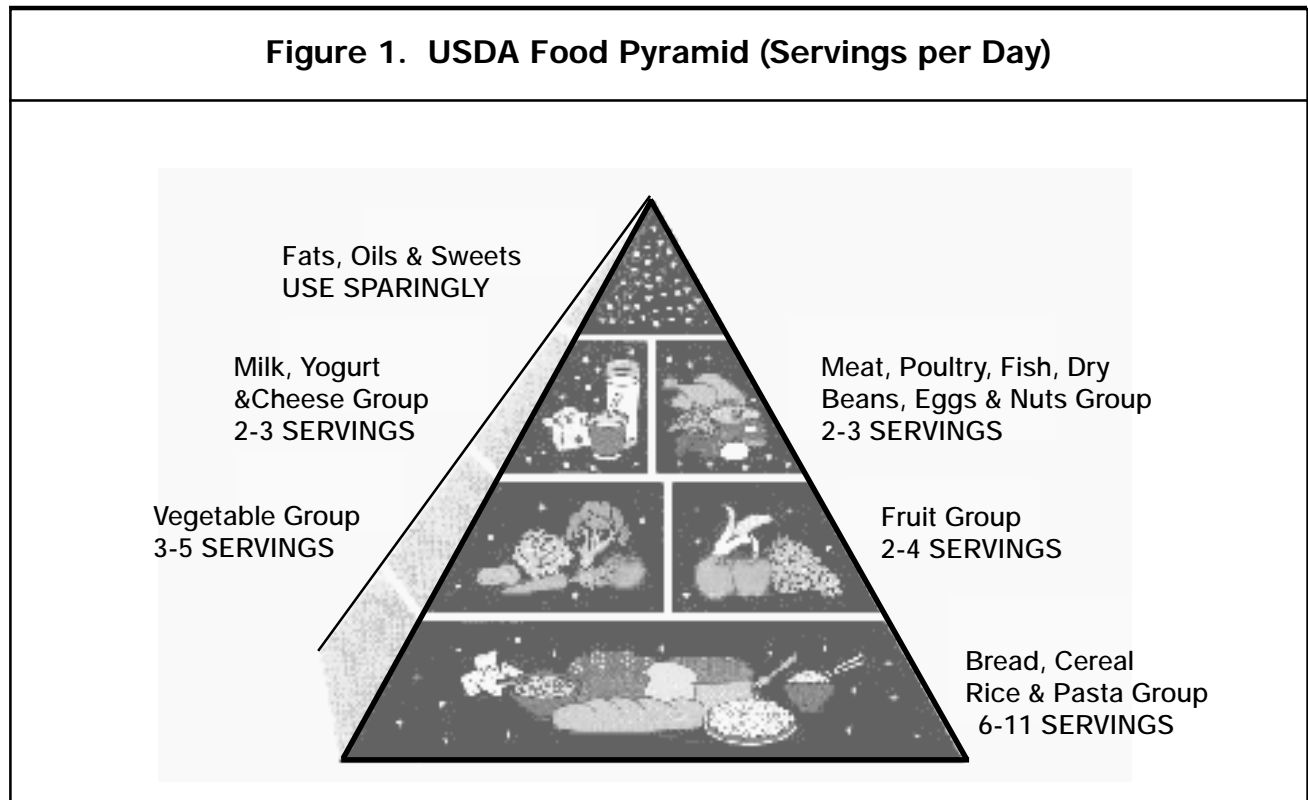 Figure 1. USDA Food Pyramid (Servings per Day)
Fats, Oils & Sweets
USE SPARINGLY
Milk, Yogurt
&Cheese Group
2-3 SERVINGS
Meat, Poultry, Fish, Dry
Beans, Eggs & Nuts Group
2-3 SERVINGS
Vegetable Group
3-5 SERVINGS
Fruit Group
2-4 SERVINGS
Bread, Cereal
Rice & Pasta Group
6-11 SERVINGS